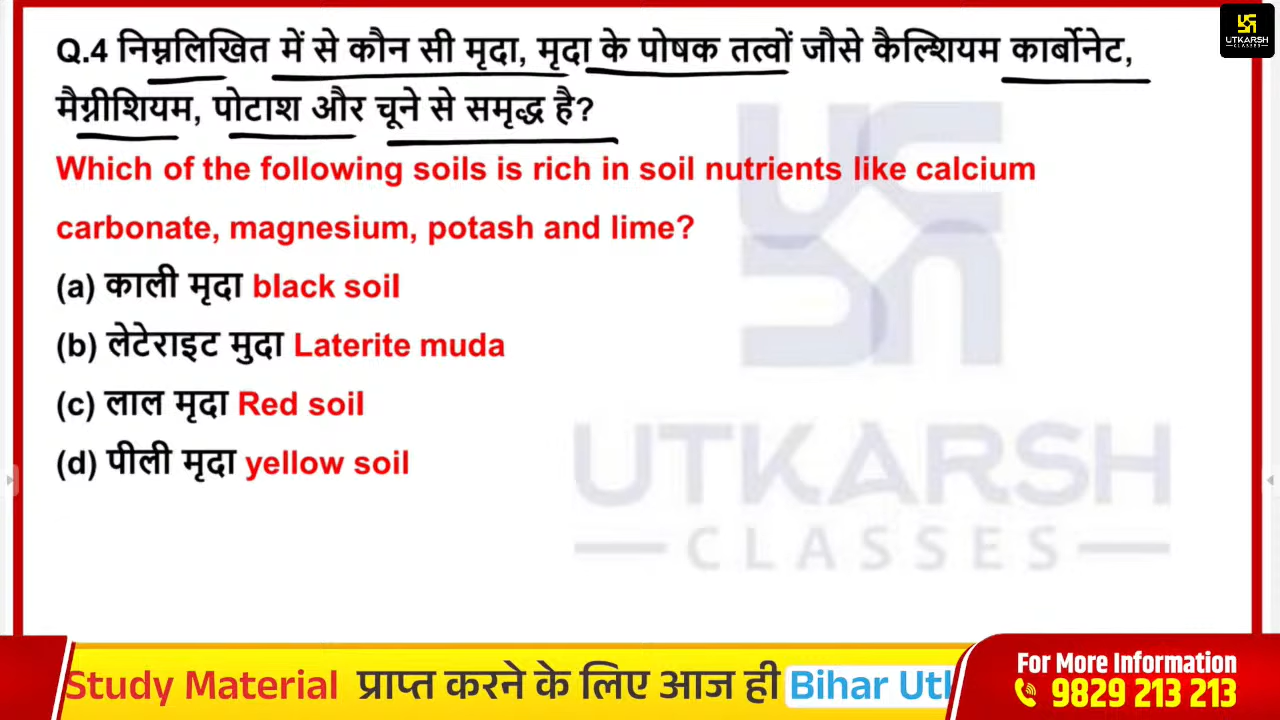 UTKARSH
CLASSES
Q.4 निम्नलिखित में से कौन सी मृदा, मृदा के पोषक तत्वों जौसे कैल्शियम कार्बोनेट,
मैग्नीशियम, पोटाश और चूने से समृद्ध है?
Which of the following soils is rich in soil nutrients like calcium
carbonate, magnesium, potash and lime?
(a) काली मृदा black soil
(b) लेटेराइट मुदा Laterite muda
(c) लाल मृदा Red soil
(d) पीली मृदा yellow soil
UTKARSH
CLASSES
Study Material प्राप्त करने के लिए आज ही Bihar Utk
For More Information
9829 213 213